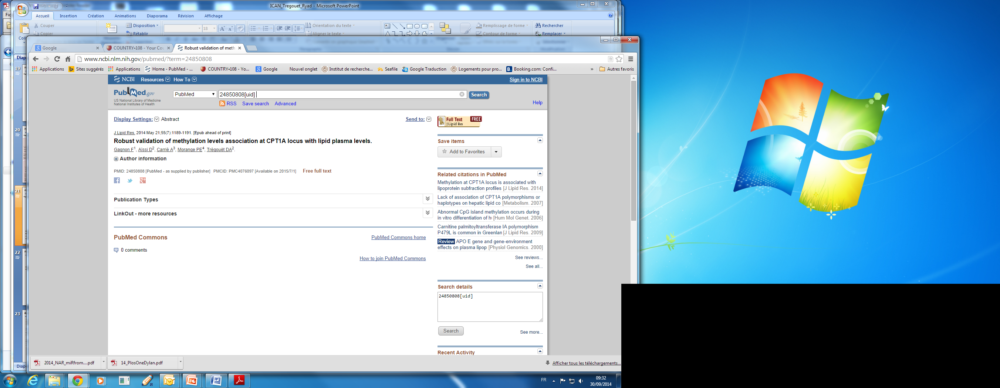 ICAN_Tregouet_Ryad - Microsoft PowerPoint
Accueil Insertion Création Animations Diaporama Révision Affichage
Couper
Copier
Disposition
Rétablir
18
Orientation du texte
Aligner le texte
Remplissage de forme
Contour de forme
Rechercher
Remplacer
Google
COUNTRY•108 - Your Cou
Robust validation of meth
www.ncbi.nlm.nih.gov/pubmed/?term=24850808
Applications Sites suggérés Applications Home - PubMed - ... COUNTRY•108 - Yo... Google Nouvel onglet Institut de recherche... Seafile Google Traduction Logements pour pro... Booking.com: Confi... » Autres favoris
19
20
21
22
23
NCBI Resources How To Sign in to NCBI
PubMed.gov
US National Library of Medicine
National Institutes of Health
PubMed 24850808[uid] Search
RSS Save search Advanced Help
Display Settings: Abstract Send to:
J Lipid Res. 2014 May 21;55(7):1189-1191. [Epub ahead of print]
Robust validation of methylation levels association at CPT1A locus with lipid plasma levels.
Gagnon F1, Aïssi D2, Carrié A3, Morange PE4, Trégouët DA2.
Author information
PMID: 24850808 [PubMed - as supplied by publisher] PMCID: PMC4076097 [Available on 2015/7/1] Free full text
Publication Types
LinkOut - more resources
PubMed Commons PubMed Commons home
0 comments
How to join PubMed Commons
Full Text FREE
J Lipid Res
Save items
Add to Favorites
Related citations in PubMed
Methylation at CPT1A locus is associated with
lipoprotein subfraction profiles [J Lipid Res. 2014]
Lack of association of CPT1A polymorphisms or
haplotypes on hepatic lipid co [Metabolism. 2007]
Abnormal CpG island methylation occurs during
in vitro differentiation of h [Hum Mol Genet. 2006]
Carnitine palmitoyltransferase IA polymorphism
P479L is common in Greenlan [J Lipid Res. 2009]
Review APO E gene and gene-environment
effects on plasma lipop [Physiol Genomics. 2000]
See reviews...
See all...
Search details
24850808[uid]
Search See more...
Recent Activity
2014_NAR_miRfrom....pdf 14_PlosOneDylan.pdf Afficher tous les téléchargements...
FR
09:32
30/09/2014